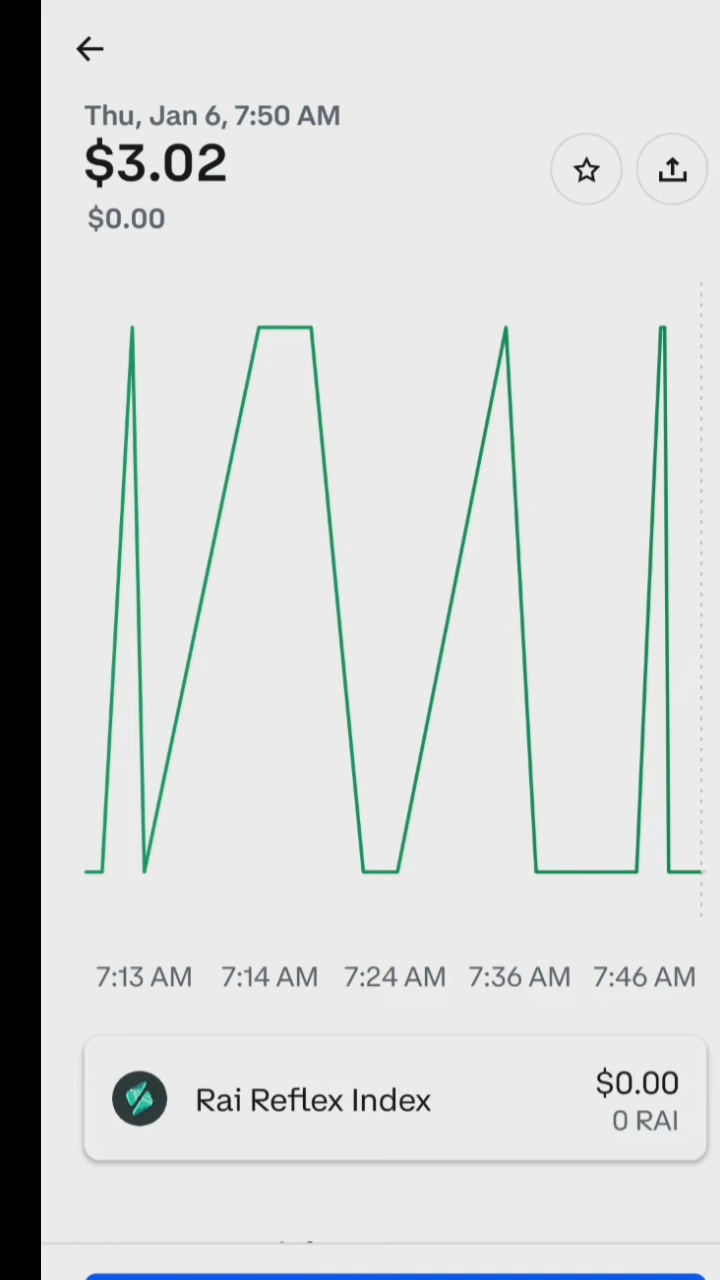 Thu, Jan 6, 7:50 AM
$3.02
$0.00
7:13 AM 7:14 AM 7:24 AM 7:36 AM 7:46 AM
Rai Reflex Index
$0.00
0 RAI